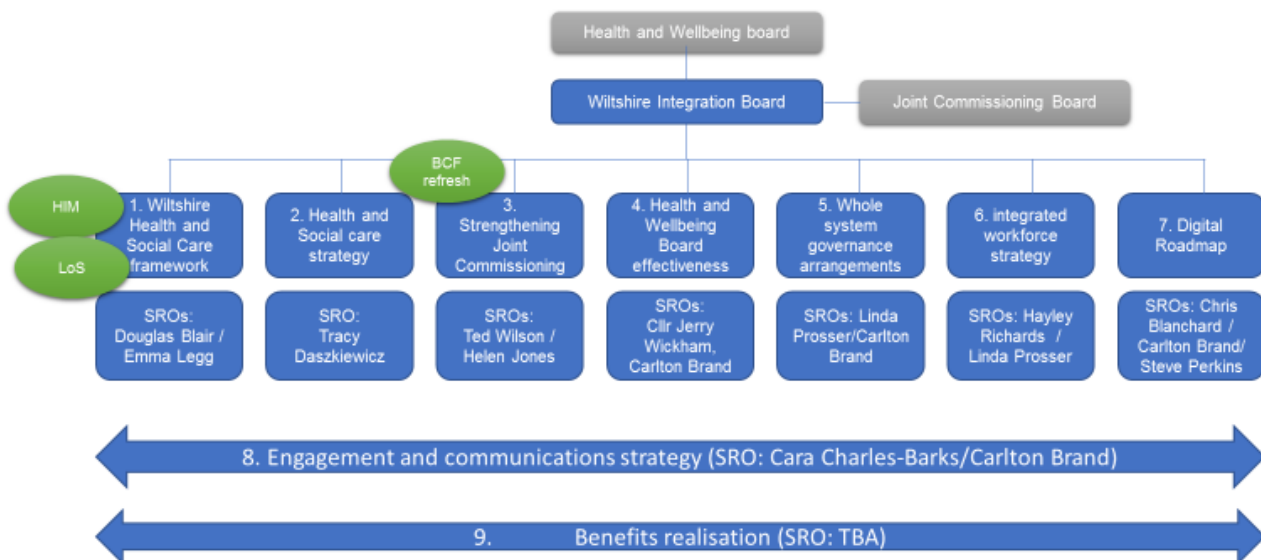 Health and Wellbeing board
Wiltshire Integration Board
Joint Commissioning Board
BCF
refresh
HIM
LoS
1. Wiltshire
Health and
Social Care
framework
2. Health and
Social care
strategy
3.
Strengthening
Joint
Commissioning
4. Health and
Wellbeing
Board
effectiveness
5. Whole
system
governance
arrangements
6. integrated
workforce
strategy
7. Digital
Roadmap
SROs:
Douglas Blair /
Emma Legg
SRO:
Tracy
Daszkiewicz
SROs:
Ted Wilson /
Helen Jones
SROs:
Cllr Jerry
Wickham,
Carlton Brand
SROs: Linda
Prosser/Carlton
Brand
SROs: Hayley
Richards /
Linda Prosser
SROs: Chris
Blanchard /
Carlton Brand/
Steve Perkins
8. Engagement and communications strategy (SRO: Cara Charles-Barks/Carlton Brand)
9. Benefits realisation (SRO: TBA)